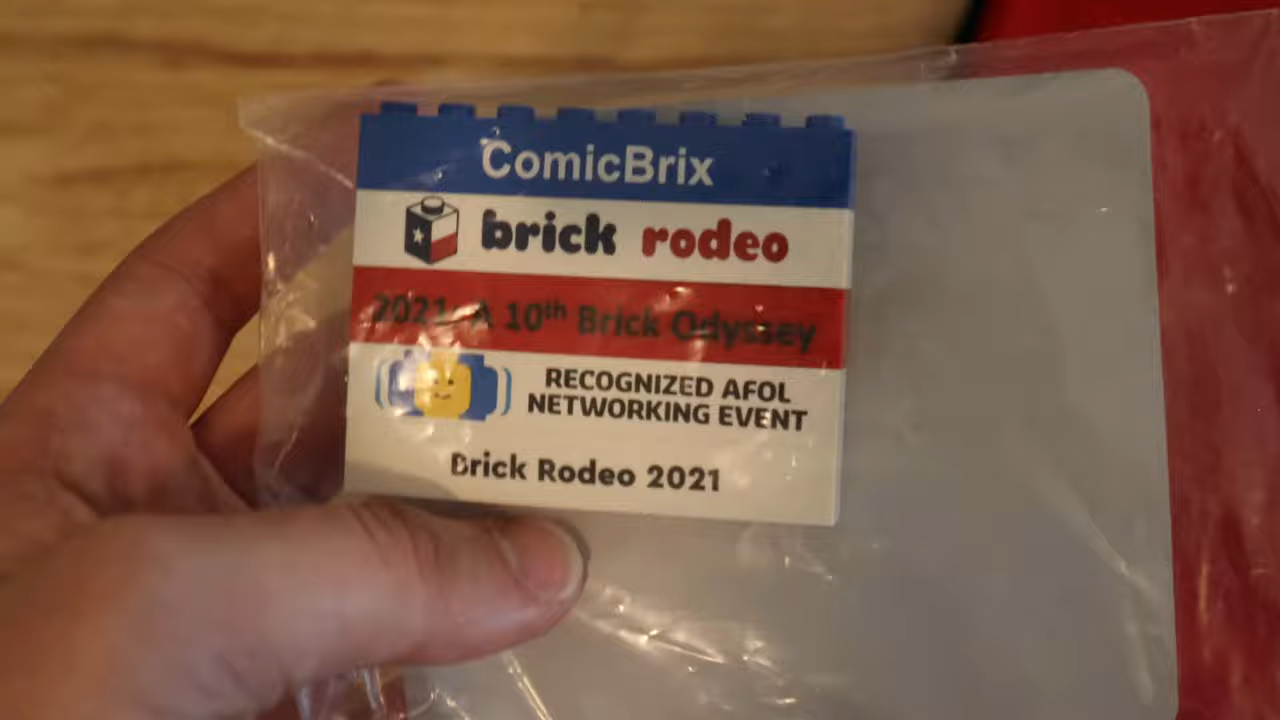 ComicBrix
brick rodeo
2021: A 10th Brick Odyssey
RECOGNIZED AFOL
NETWORKING EVENT
Brick Rodeo 2021